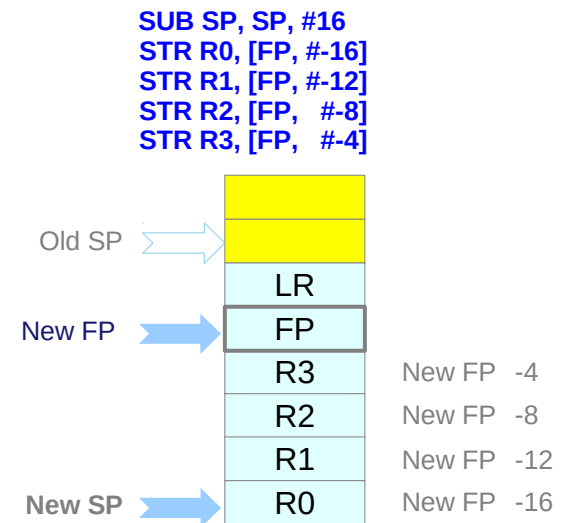 SUB SP, SP, #16
STR R0, [FP, #-16]
STR R1, [FP, #-12]
STR R2, [FP, #-8]
STR R3, [FP, #-4]
Old SP
LR
New FP FP
R3 New FP -4
R2 New FP -8
R1 New FP -12
New SP R0 New FP -16